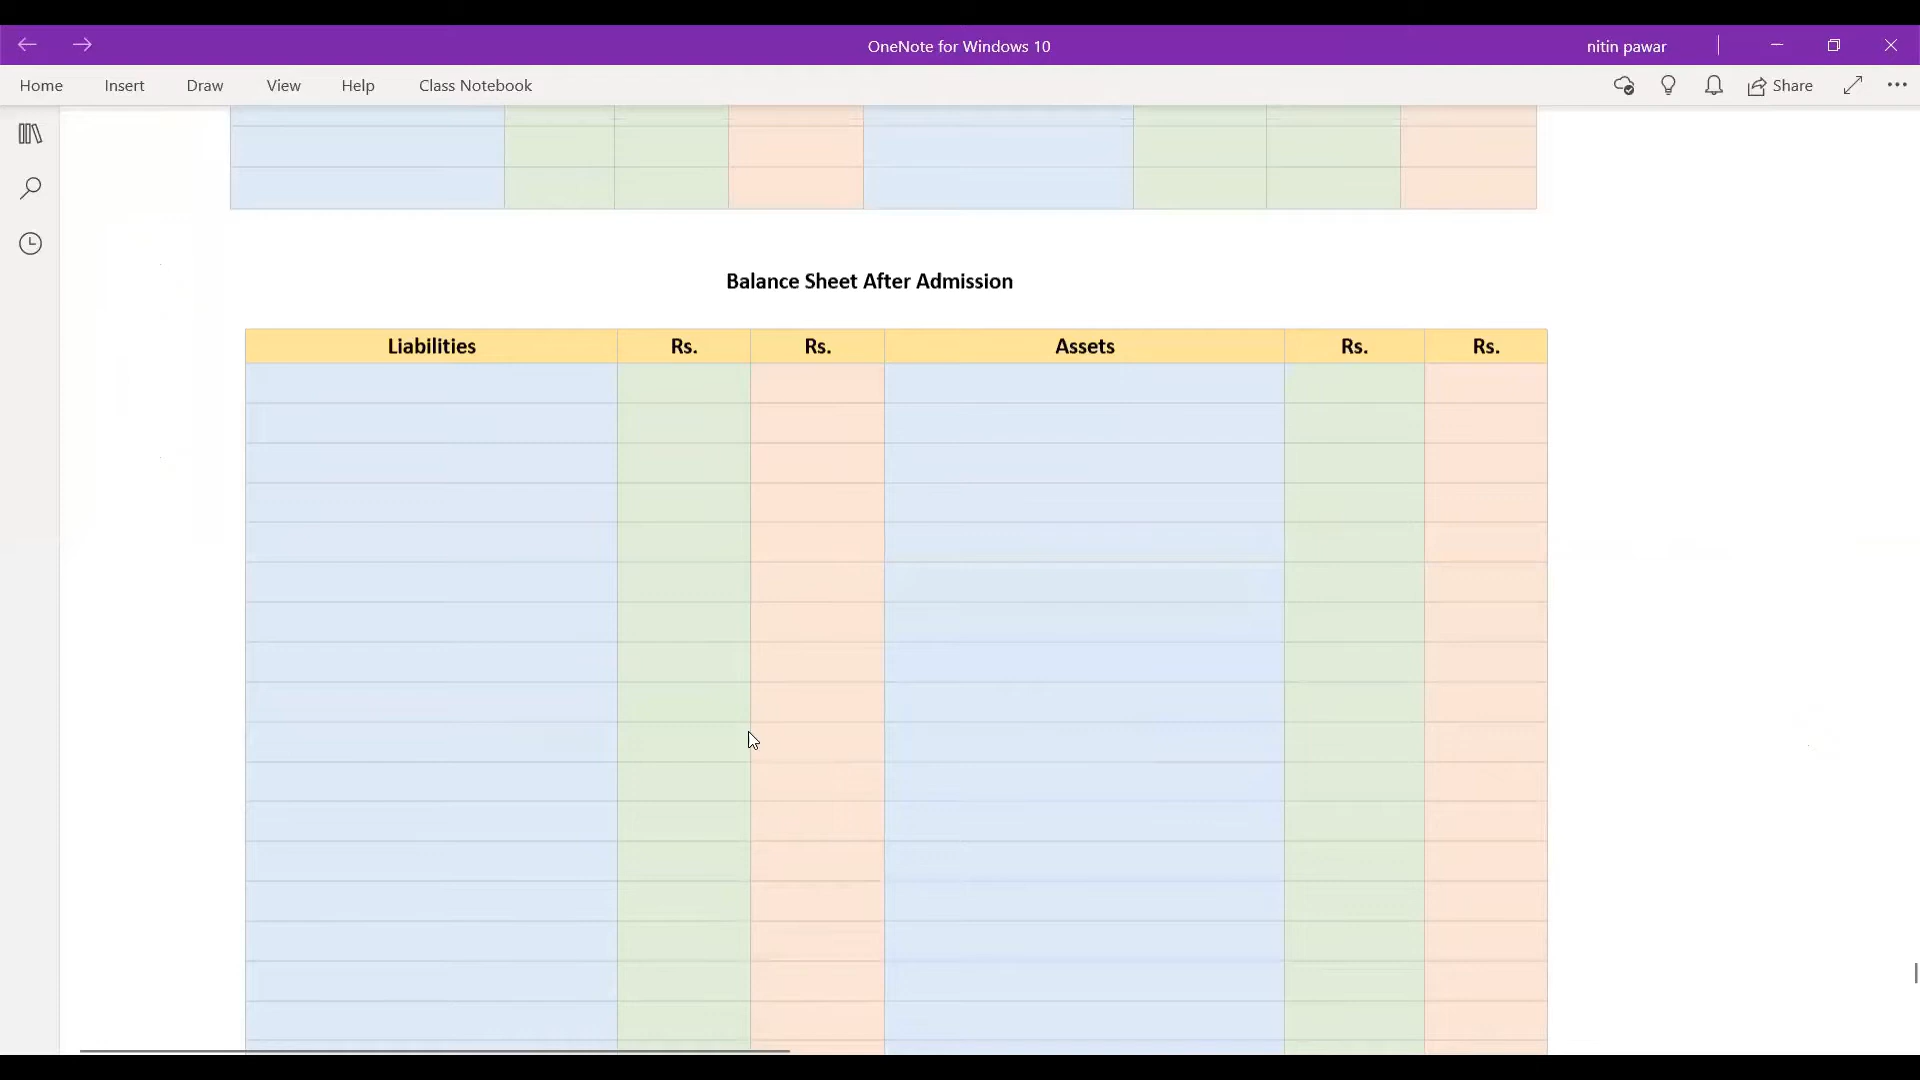 OneNote for Windows 10
nitin pawar
Home Insert Draw View Help Class Notebook Share
Balance Sheet After Admission
Liabilities Rs. Rs. Assets Rs. Rs.